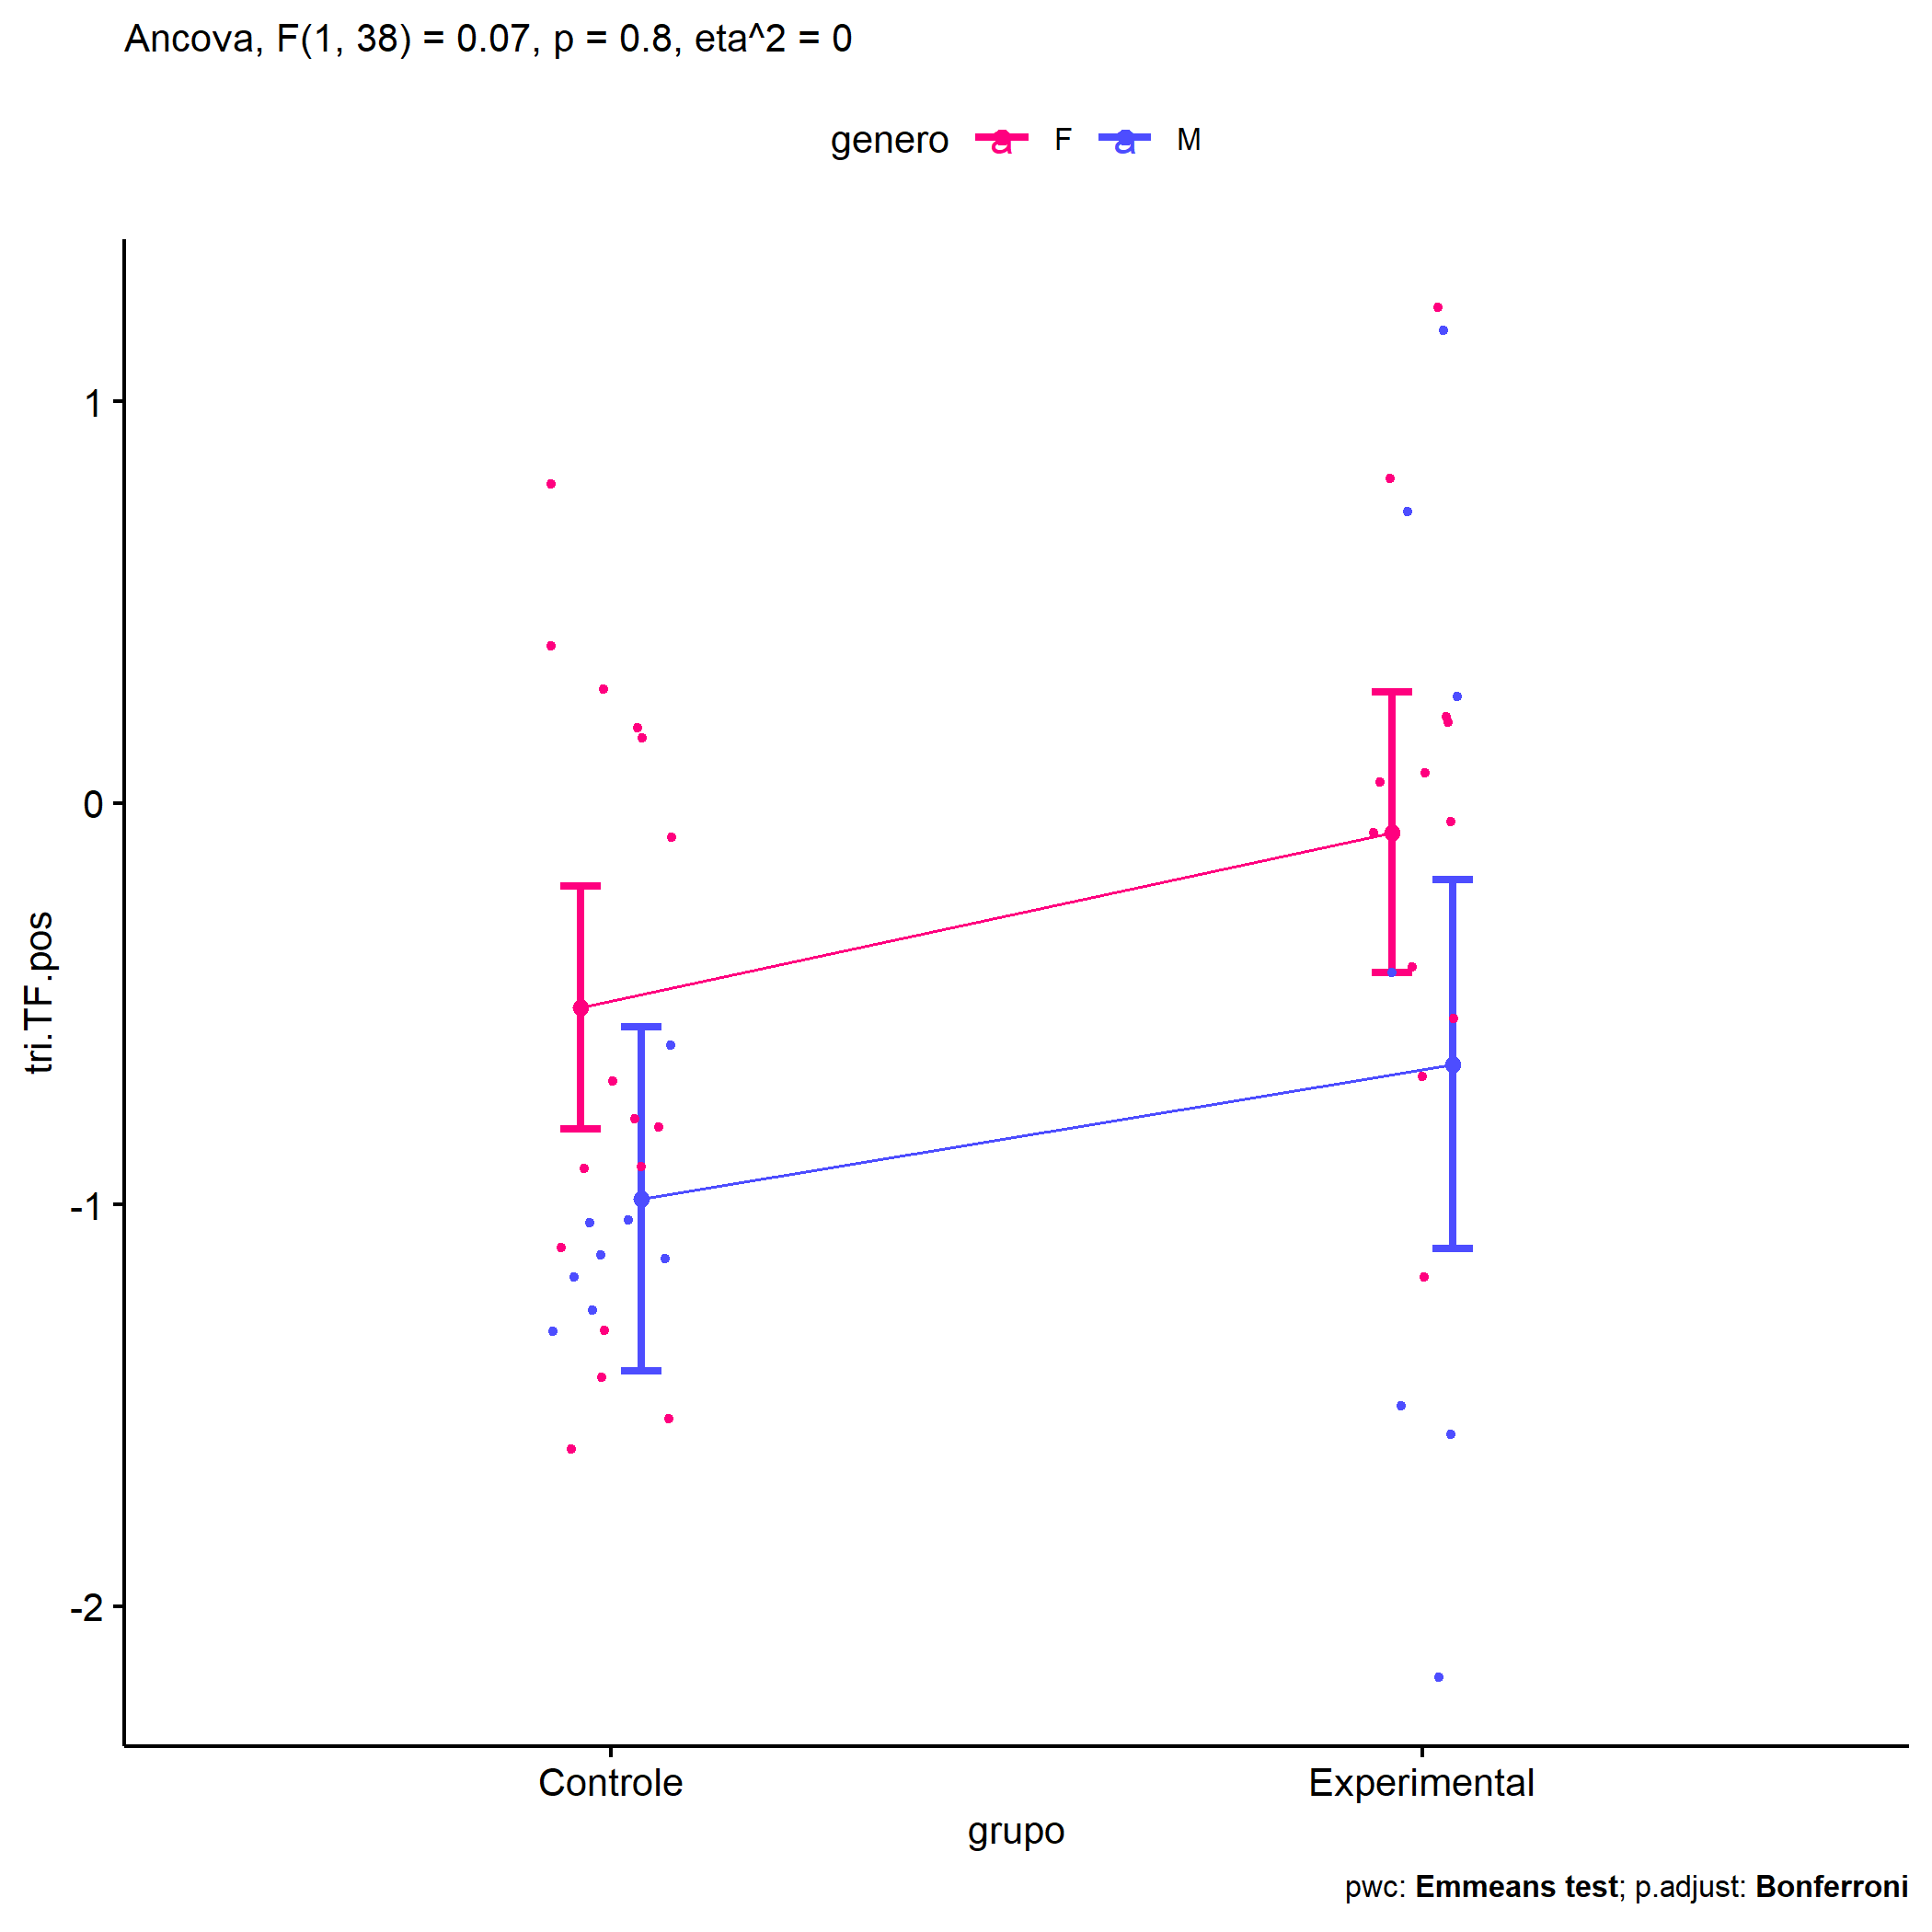 Ancova, F(1, 38) = 0.07, p = 0.8, eta^2 = 0
genero a F a M
tri.TF.pos
1
0
-1
-2
Controle Experimental
grupo
pwc: Emmeans test; p.adjust: Bonferroni